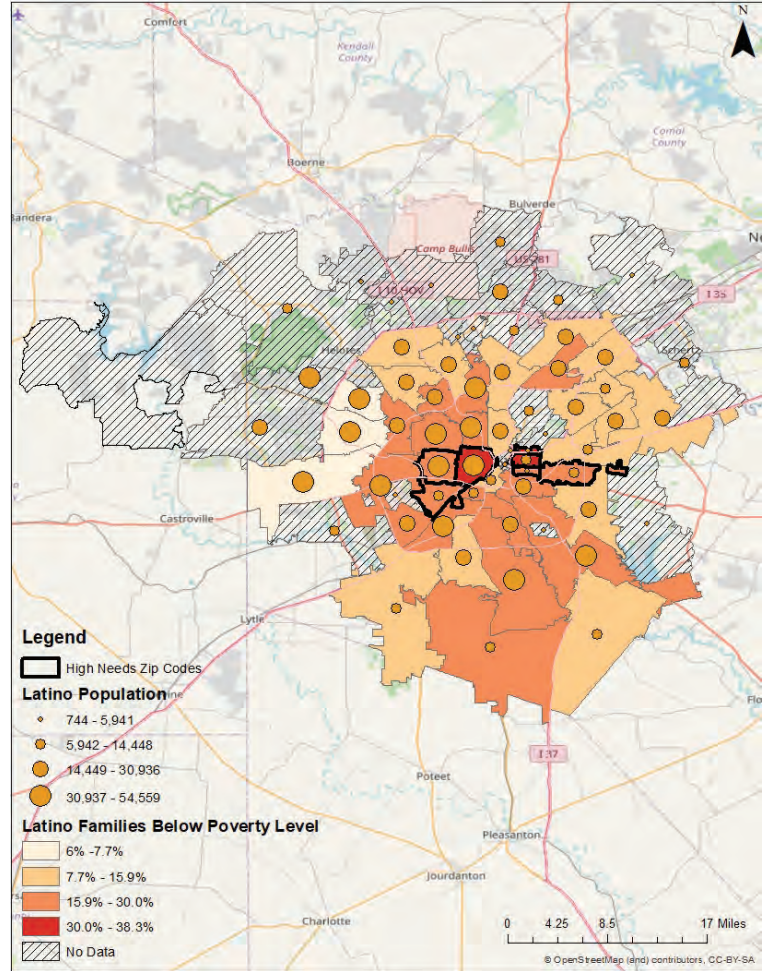 N
Comfort
Kendall
County
Comal
County
Boerne
Bulverde
Bandera
Camp Bullis
US 281
I 10 HOV
I 35
Helotes
Schertz
Castroville
Lytle
Legend
High Needs Zip Codes
Latino Population
744 - 5,941
5,942 - 14,448
14,449 - 30,936
30,937 - 54,559
I 37
Poteet
Latino Families Below Poverty Level
Pleasanton
6% -7.7%
7.7% - 15.9%
Jourdanton
15.9% - 30.0%
30.0% - 38.3%
Charlotte
No Data
0 4.25 8.5 17 Miles
© OpenStreetMap (and) contributors, CC-BY-SA